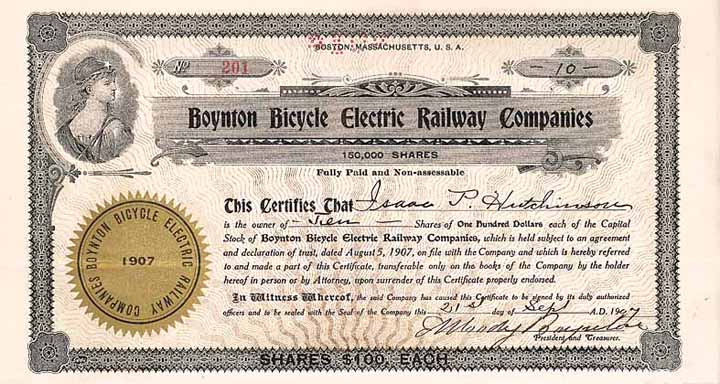 BOSTON, MASSACHUSETTS, U. S. A.
No 201
- 10 -
Boynton Bicycle Electric Railway Companies
150,000 SHARES
Fully Paid and Non-assessable
This Certifies That Isaac P. Hutchinson
is the owner of - Ten - Shares of One Hundred Dollars each of the Capital
Stock of Boynton Bicycle Electric Railway Companies, which is held subject to an agreement
and declaration of trust, dated August 5, 1907, on file with the Company and which is hereby referred
to and made a part of this Certificate, transferable only on the books of the Company by the holder
hereof in person or by Attorney, upon surrender of this Certificate properly endorsed.
In Witness Whereof, the said Company has caused this Certificate to be signed by its duly authorized
officers and to be sealed with the Seal of the Company this 21st day of Sept A.D. 1907
J Moody Boynton
President and Treasurer.
BOYNTON BICYCLE ELECTRIC RAILWAY COMPANIES
1907
SHARES $100. EACH